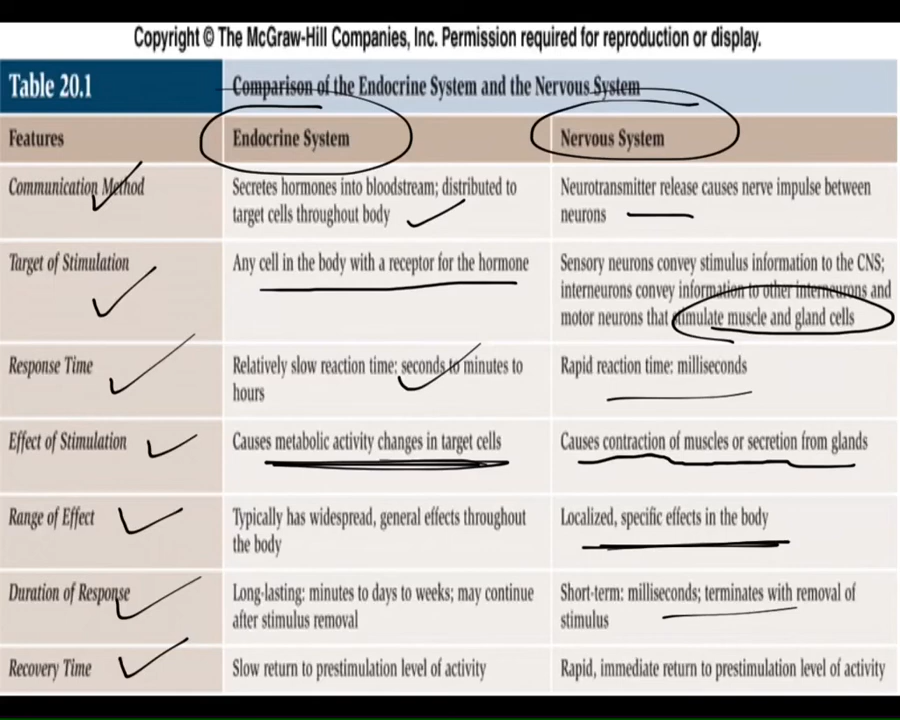 Copyright © The McGraw-Hill Companies, Inc. Permission required for reproduction or display.
Table 20.1
Comparison of the Endocrine System and the Nervous System
Features
Endocrine System
Nervous System
Communication Method
Secretes hormones into bloodstream; distributed to
target cells throughout body
Neurotransmitter release causes nerve impulse between
neurons
Target of Stimulation
Any cell in the body with a receptor for the hormone
Sensory neurons convey stimulus information to the CNS;
interneurons convey information to other interneurons and
motor neurons that stimulate muscle and gland cells
Response Time
Relatively slow reaction time: seconds to minutes to
hours
Rapid reaction time: milliseconds
Effect of Stimulation
Causes metabolic activity changes in target cells
Causes contraction of muscles or secretion from glands
Range of Effect
Typically has widespread, general effects throughout
the body
Localized, specific effects in the body
Duration of Response
Long-lasting: minutes to days to weeks; may continue
after stimulus removal
Short-term: milliseconds; terminates with removal of
stimulus
Recovery Time
Slow return to prestimulation level of activity
Rapid, immediate return to prestimulation level of activity